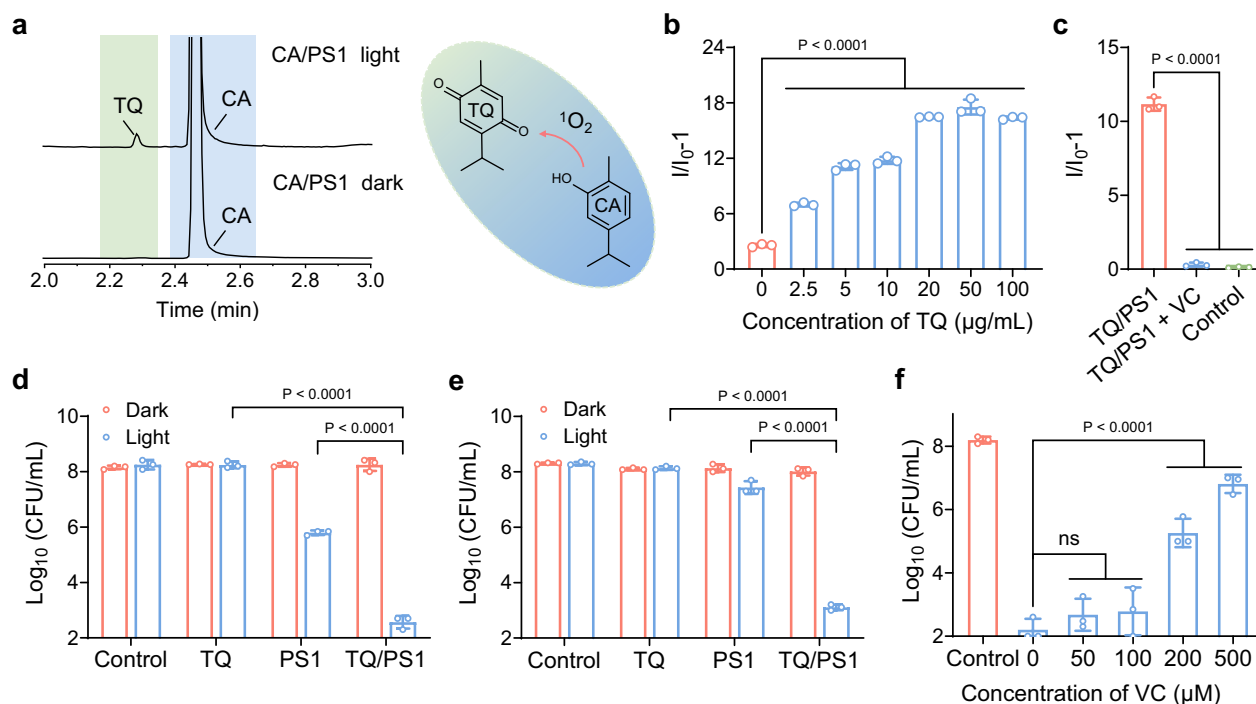 a
CA/PS1 light
TQ
CA
CA/PS1 dark
CA
2.0 2.2 2.4 2.6 2.8 3.0
Time (min)
O
TQ
O
¹O₂
HO
CA
b
P < 0.0001
24
18
12
6
0
I/I₀-1
0 2.5 5 10 20 50 100
Concentration of TQ (μg/mL)
c
P < 0.0001
15
10
5
0
I/I₀-1
TQ/PS1
TQ/PS1 + VC
Control
d
Dark
Light
P < 0.0001
P < 0.0001
10
8
6
4
2
Log₁₀ (CFU/mL)
Control TQ PS1 TQ/PS1
e
Dark
Light
P < 0.0001
P < 0.0001
10
8
6
4
2
Log₁₀ (CFU/mL)
Control TQ PS1 TQ/PS1
f
P < 0.0001
ns
8
6
4
2
Log₁₀ (CFU/mL)
Control 0 50 100 200 500
Concentration of VC (μM)